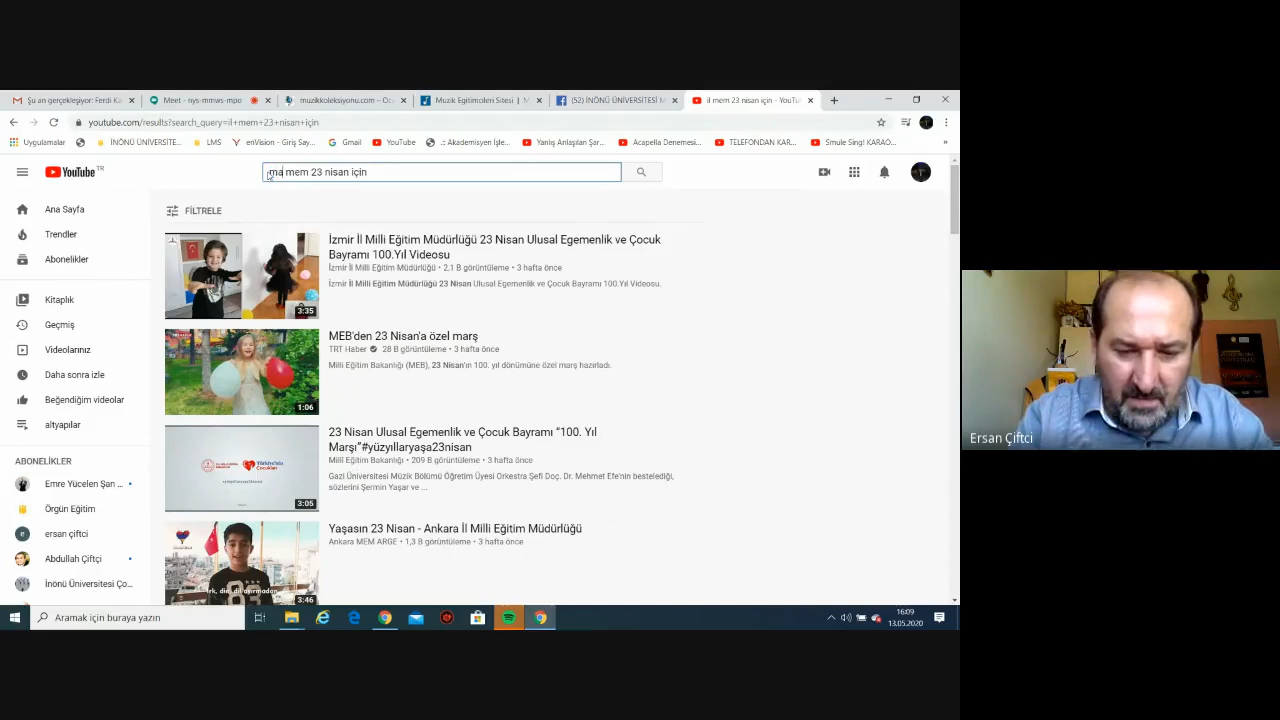 Şu an gerçekleşiyor: Ferdi Ka
Meet - nys-mmws-mpo
muzikkoleksiyonu.com – Oc
Muzik Egitimcileri Sitesi | M
(52) İNÖNÜ ÜNİVERSİTESİ M
il mem 23 nisan için - YouTu
youtube.com/results?search_query=il+mem+23+nisan+için
Uygulamalar
İNÖNÜ ÜNİVERSİTE...
LMS
enVision - Giriş Say...
Gmail
YouTube
.:: Akademisyen İşle...
Yanlış Anlaşılan Şar...
Acapella Denemesi...
TELEFONDAN KAR...
Smule Sing! KARAO...
YouTube TR
ma mem 23 nisan için
Ana Sayfa
Trendler
Abonelikler
Kitaplık
Geçmiş
Videolarınız
Daha sonra izle
Beğendiğim videolar
altyapılar
ABONELİKLER
Emre Yücelen Şan ...
Örgün Eğitim
ersan çiftci
Abdullah Çiftçi
İnönü Üniversitesi Ço...
FİLTRELE
İzmir İl Milli Eğitim Müdürlüğü 23 Nisan Ulusal Egemenlik ve Çocuk
Bayramı 100.Yıl Videosu
İzmir İl Milli Eğitim Müdürlüğü • 2,1 B görüntüleme • 3 hafta önce
İzmir İl Milli Eğitim Müdürlüğü 23 Nisan Ulusal Egemenlik ve Çocuk Bayramı 100.Yıl Videosu.
3:35
MEB'den 23 Nisan'a özel marş
TRT Haber 28 B görüntüleme • 3 hafta önce
Milli Eğitim Bakanlığı (MEB), 23 Nisan'ın 100. yıl dönümüne özel marş hazırladı.
1:06
23 Nisan Ulusal Egemenlik ve Çocuk Bayramı “100. Yıl
Marşı”#yüzyıllaryaşa23nisan
Millî Eğitim Bakanlığı • 209 B görüntüleme • 3 hafta önce
Gazi Üniversitesi Müzik Bölümü Öğretim Üyesi Orkestra Şefi Doç. Dr. Mehmet Efe'nin bestelediği,
sözlerini Şermin Yaşar ve ...
3:05
Yaşasın 23 Nisan - Ankara İl Milli Eğitim Müdürlüğü
Ankara MEM ARGE • 1,3 B görüntüleme • 3 hafta önce
Irk, din, dil ayırmadan
3:46
Aramak için buraya yazın
16:09
13.05.2020
Ersan Çiftci